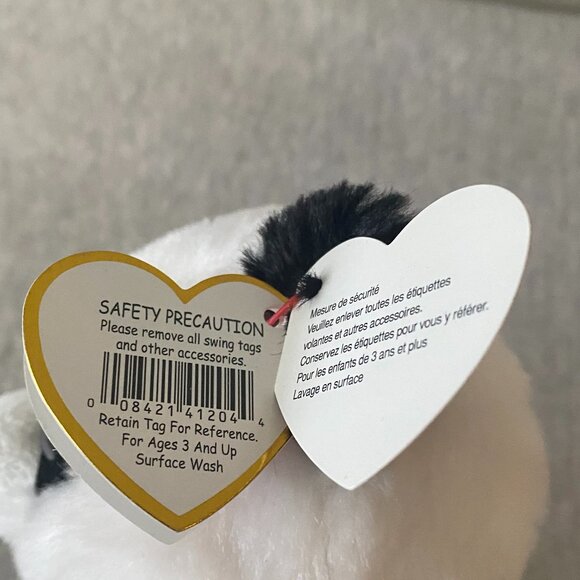 SAFETY PRECAUTION
Please remove all swing tags
and other accessories.
0 08421 41204 4
Retain Tag For Reference.
For Ages 3 And Up
Surface Wash
Mesure de sécurité
Veuillez enlever toutes les étiquettes
volantes et autres accessoires.
Conservez les étiquettes pour vous y référer.
Pour les enfants de 3 ans et plus
Lavage en surface